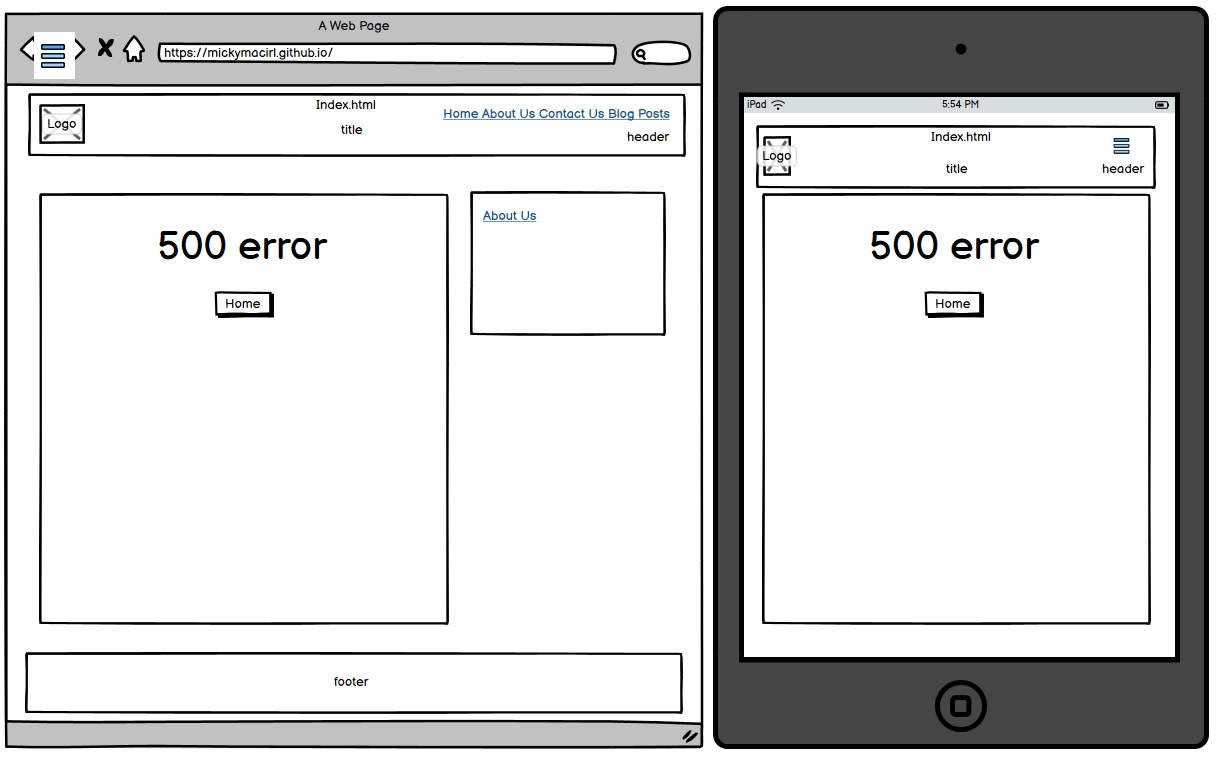 A Web Page
https://mickymacirl.github.io/
Logo
Index.html
title
Home About Us Contact Us Blog Posts
header
500 error
Home
About Us
footer
iPad
5:54 PM
Logo
Index.html
title
header
500 error
Home